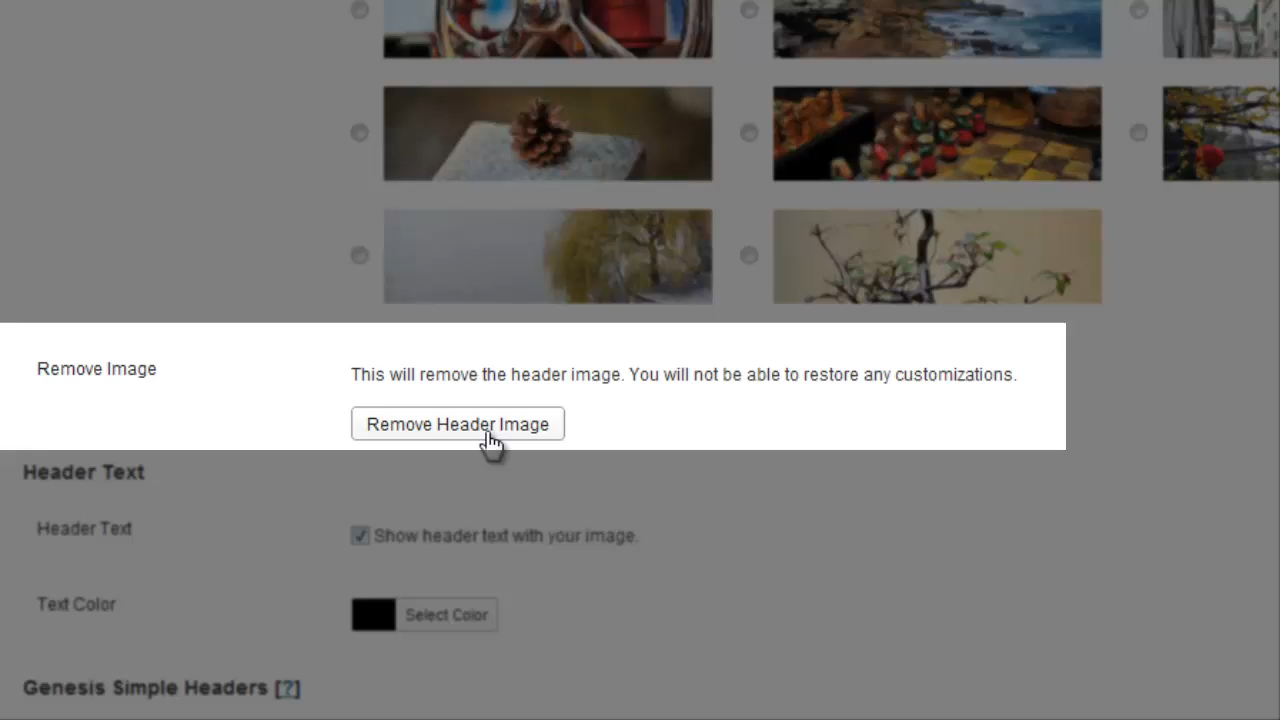 Remove Image
This will remove the header image. You will not be able to restore any customizations.
Remove Header Image
Header Text
Header Text
Show header text with your image.
Text Color
Select Color
Genesis Simple Headers [?]